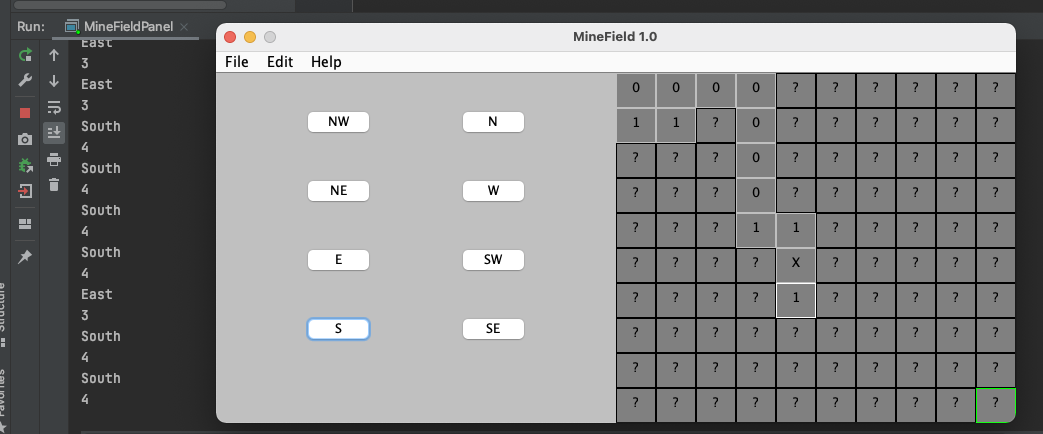 Run: MineFieldPanel ×
East
3
East
3
South
4
South
4
South
4
South
4
East
3
South
4
South
4
Structure
Favorites
MineField 1.0
File Edit Help
NW N
NE W
E SW
S SE
0 0 0 0 ? ? ? ? ? ?
1 1 ? 0 ? ? ? ? ? ?
? ? ? 0 ? ? ? ? ? ?
? ? ? 0 ? ? ? ? ? ?
? ? ? 1 1 ? ? ? ? ?
? ? ? ? X ? ? ? ? ?
? ? ? ? 1 ? ? ? ? ?
? ? ? ? ? ? ? ? ? ?
? ? ? ? ? ? ? ? ? ?
? ? ? ? ? ? ? ? ? ?